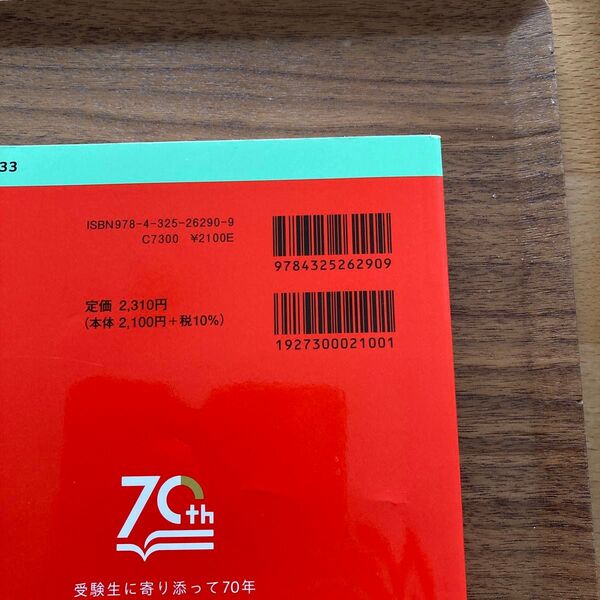 33
ISBN978-4-325-26290-9
C7300 ¥2100E
9784325262909
定価 2,310円
(本体 2,100円+税10%)
1927300021001
70th
受験生に寄り添って70年